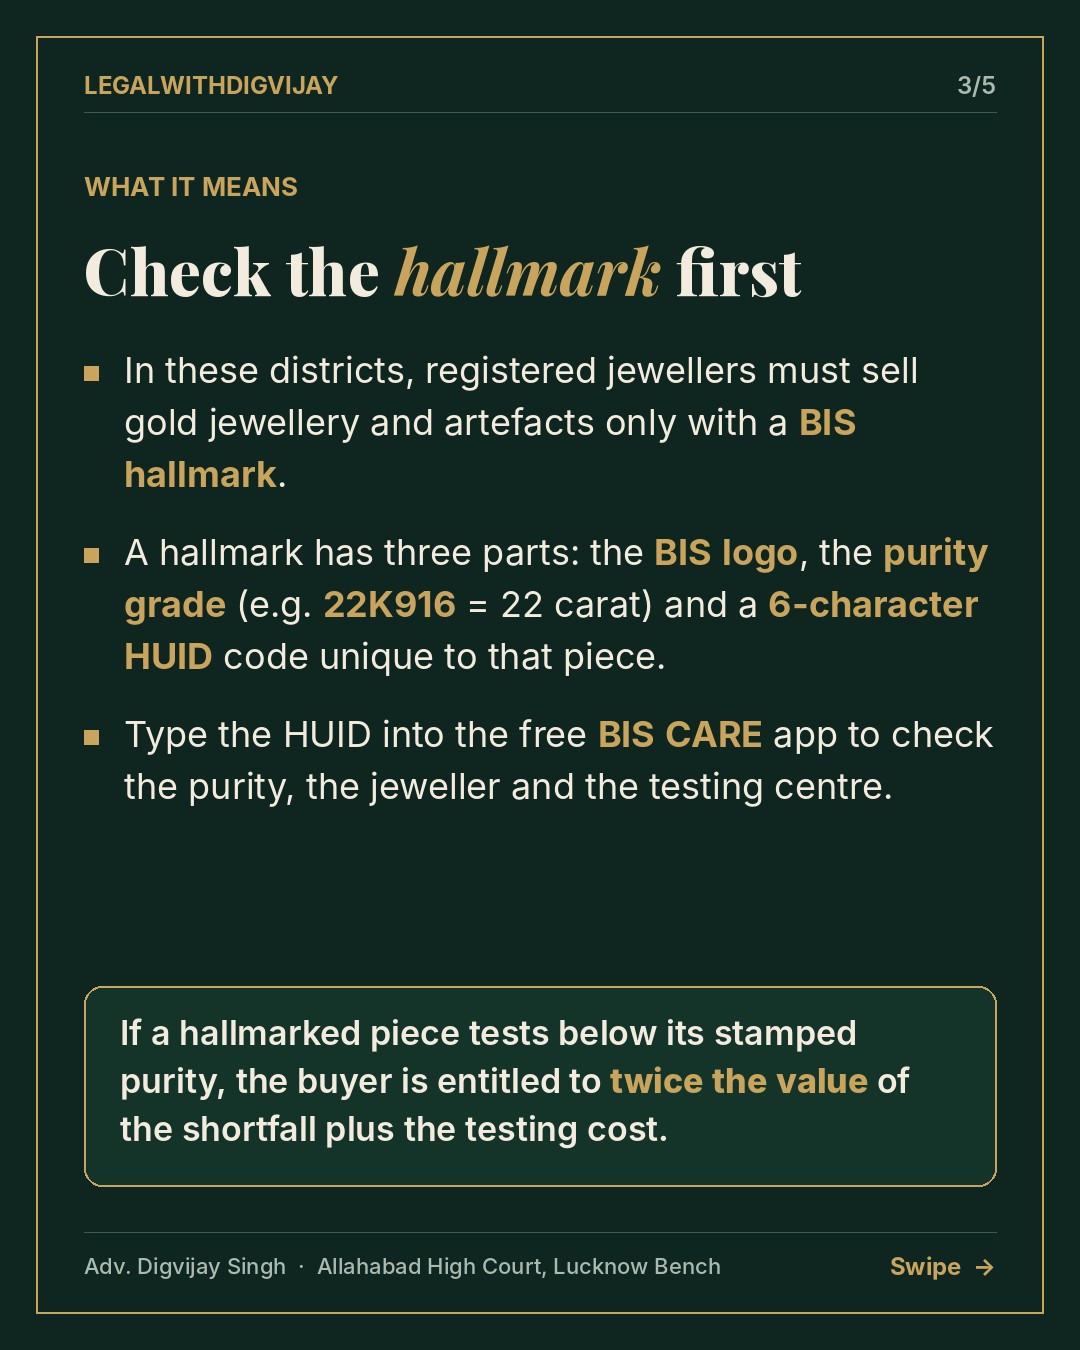 LEGALWITHDIGVIJAY
3/5
WHAT IT MEANS
Check the hallmark first
In these districts, registered jewellers must sell
gold jewellery and artefacts only with a BIS
hallmark.
A hallmark has three parts: the BIS logo, the purity
grade (e.g. 22K916 = 22 carat) and a 6-character
HUID code unique to that piece.
Type the HUID into the free BIS CARE app to check
the purity, the jeweller and the testing centre.
If a hallmarked piece tests below its stamped
purity, the buyer is entitled to twice the value of
the shortfall plus the testing cost.
Adv. Digvijay Singh · Allahabad High Court, Lucknow Bench
Swipe →